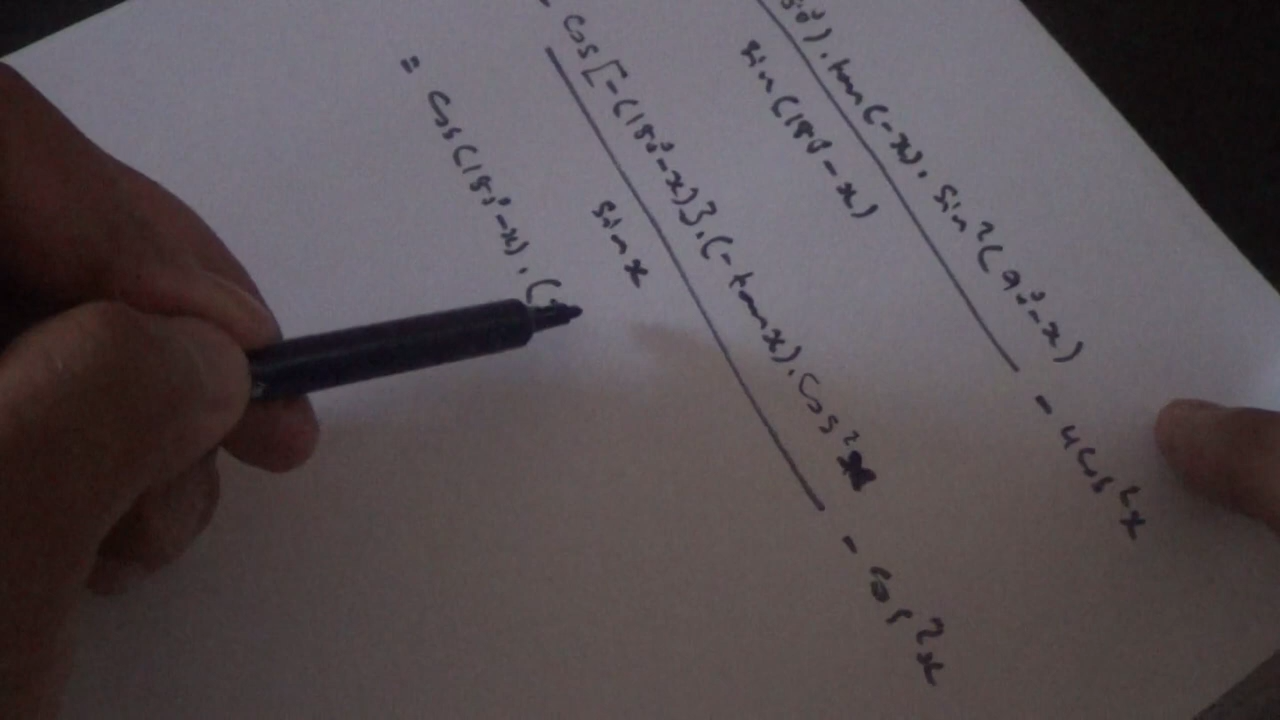 ). tan(-x). sin²(90°-x) - 4cos²x
sin(180-x)
cos[-(180°-x)]. (-tanx). cos²x - cos²x
sinx
= cos(180°-x). (